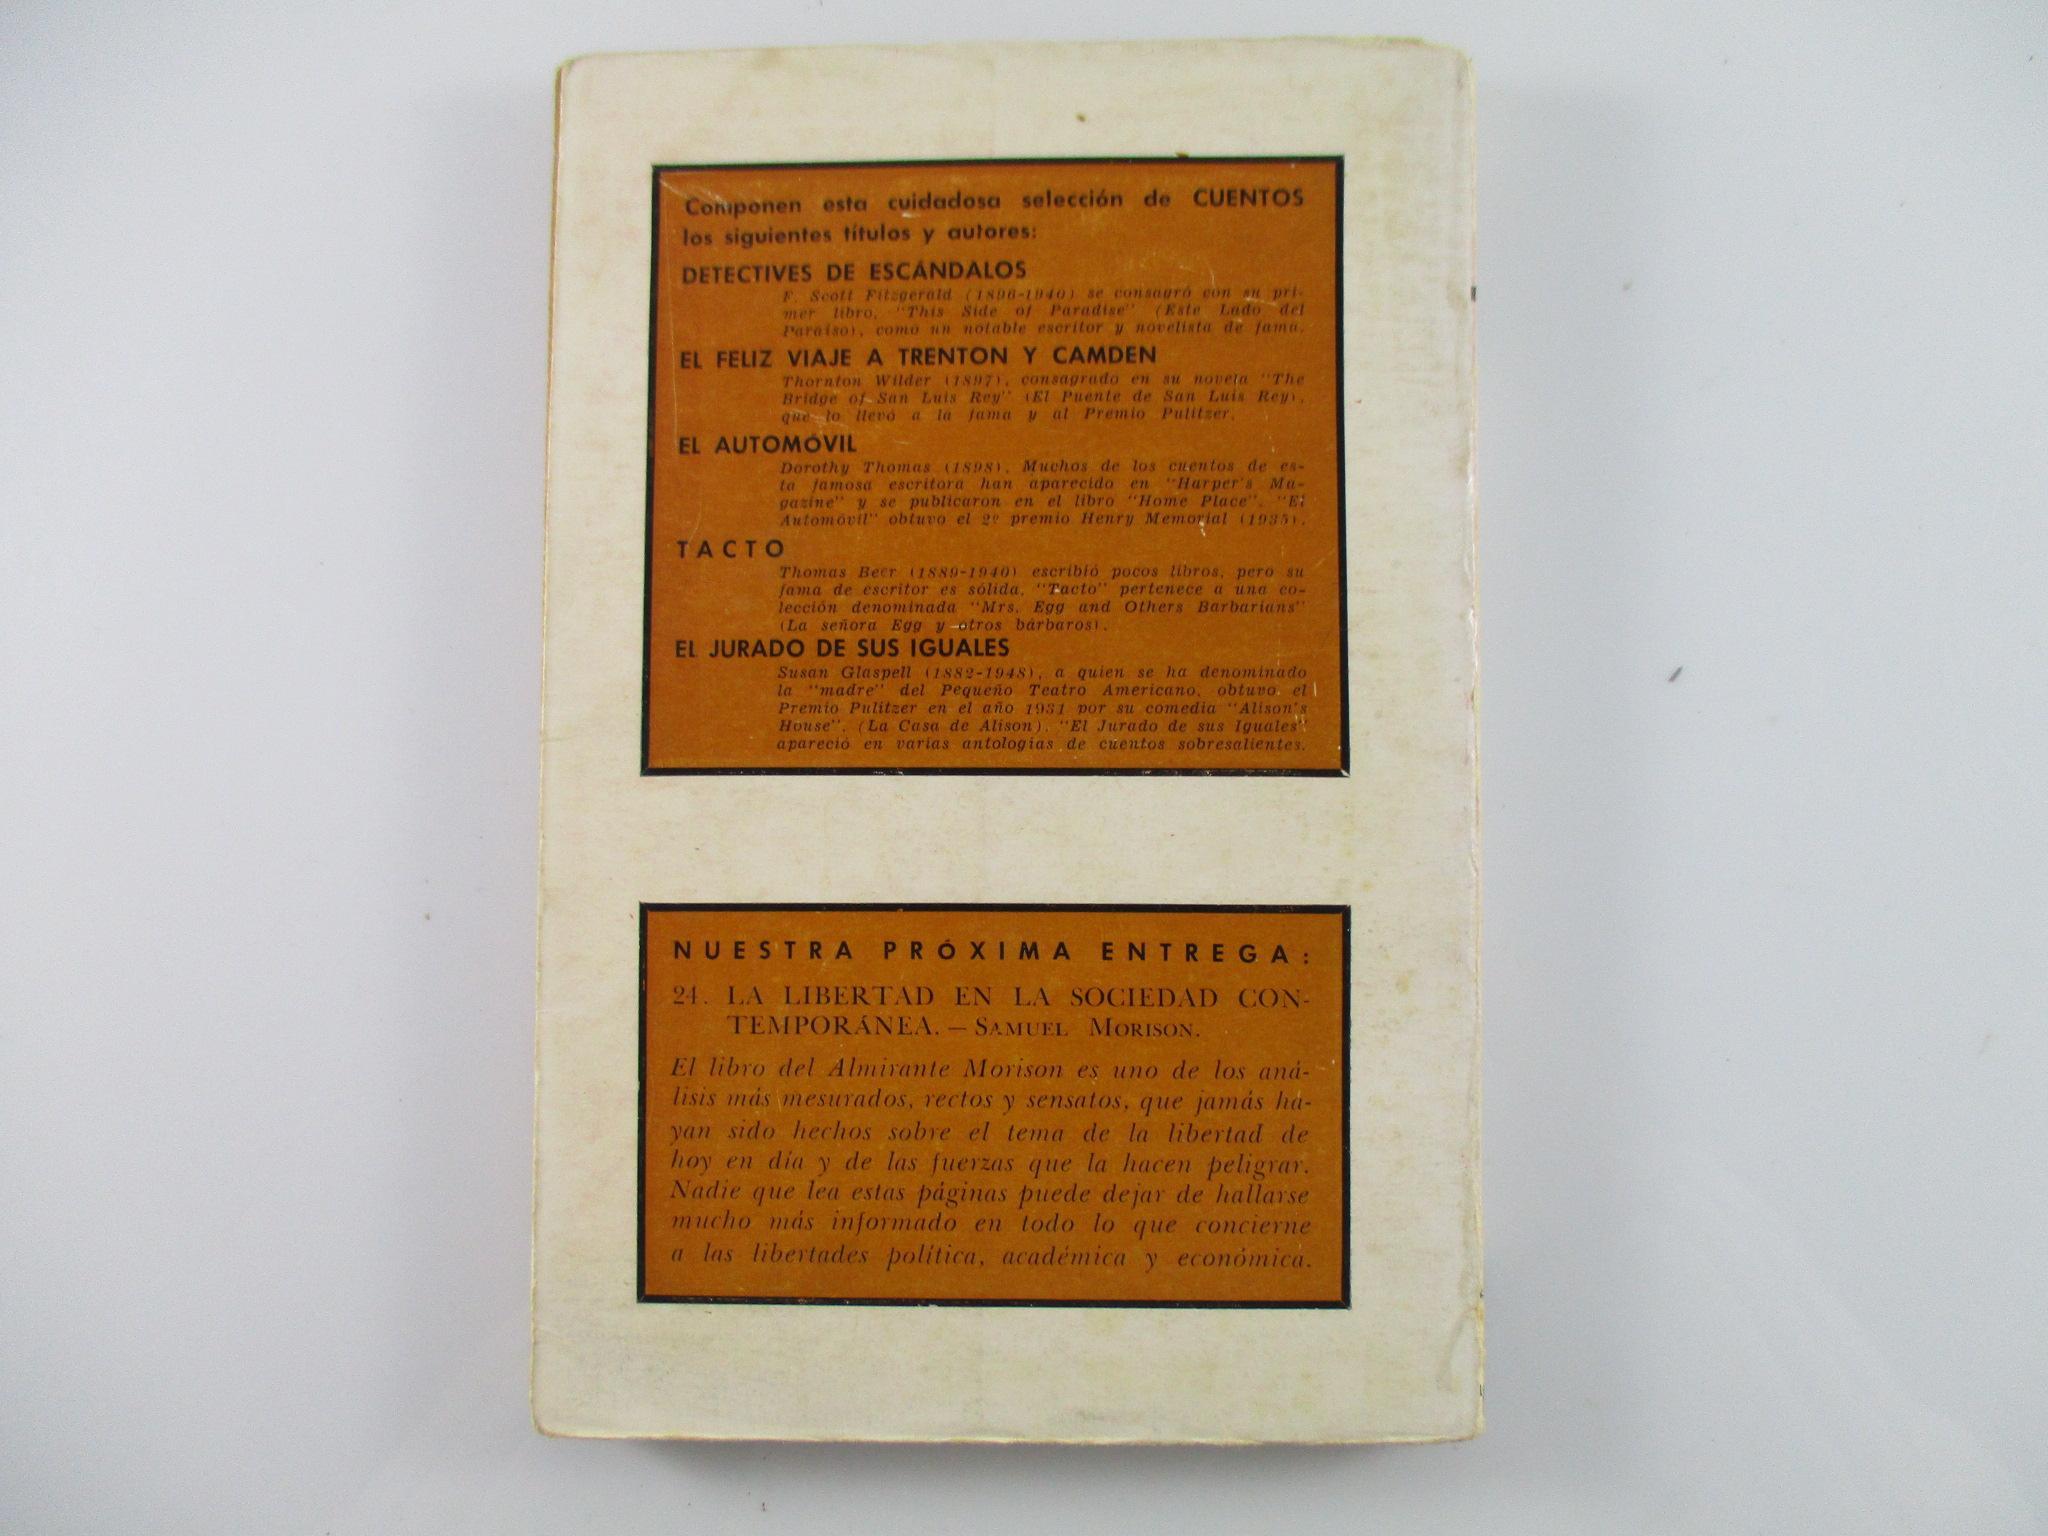 Componen esta cuidadosa selección de CUENTOS
los siguientes títulos y autores:
DETECTIVES DE ESCÁNDALOS
F. Scott Fitzgerald (1896-1940) se consagró con su pri-
mer libro, "This Side of Paradise" (Este Lado del
Paraíso), como un notable escritor y novelista de fama.
EL FELIZ VIAJE A TRENTON Y CAMDEN
Thornton Wilder (1897), consagrado en su novela "The
Bridge of San Luis Rey" (El Puente de San Luis Rey),
que lo llevó a la fama y al Premio Pulitzer.
EL AUTOMÓVIL
Dorothy Thomas (1898). Muchos de los cuentos de es-
ta famosa escritora han aparecido en "Harper's Ma-
gazine" y se publicaron en el libro "Home Place". "El
Automóvil" obtuvo el 2º premio Henry Memorial (1935).
TACTO
Thomas Beer (1889-1940) escribió pocos libros, pero su
fama de escritor es sólida. "Tacto" pertenece a una co-
lección denominada "Mrs. Egg and Others Barbarians"
(La señora Egg y otros bárbaros).
EL JURADO DE SUS IGUALES
Susan Glaspell (1882-1948), a quien se ha denominado
la "madre" del Pequeño Teatro Americano, obtuvo el
Premio Pulitzer en el año 1931 por su comedia "Alison's
House". (La Casa de Alison). "El Jurado de sus Iguales"
apareció en varias antologías de cuentos sobresalientes.
NUESTRA PRÓXIMA ENTREGA:
24. LA LIBERTAD EN LA SOCIEDAD CON-
TEMPORÁNEA. — SAMUEL MORISON.
El libro del Almirante Morison es uno de los aná-
lisis más mesurados, rectos y sensatos, que jamás ha-
yan sido hechos sobre el tema de la libertad de
hoy en día y de las fuerzas que la hacen peligrar.
Nadie que lea estas páginas puede dejar de hallarse
mucho más informado en todo lo que concierne
a las libertades política, académica y económica.